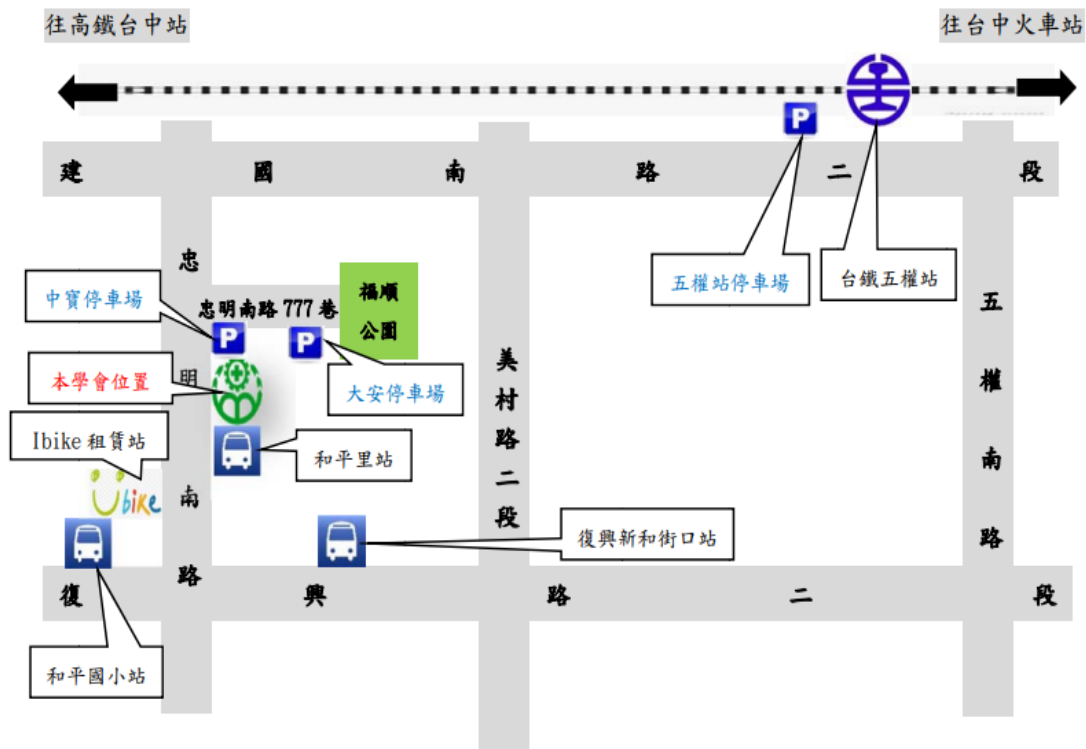 往高鐵台中站
往台中火車站
P
建國南路二段
五權站停車場
台鐵五權站
忠明南路
中寶停車場
忠明南路 777 巷
福順
公園
P
P
本學會位置
大安停車場
美村路二段
五權南路
Ibike 租賃站
和平里站
Ubike
復興新和街口站
復興路二段
和平國小站